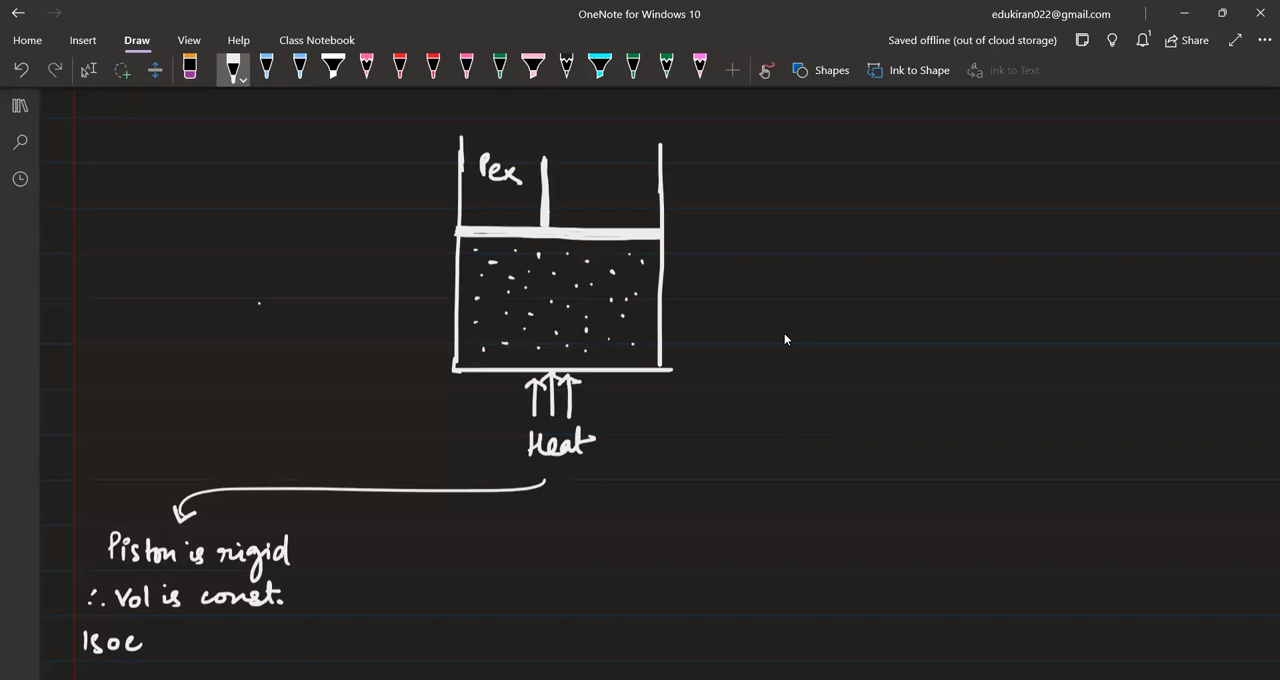 OneNote for Windows 10
edukiran022@gmail.com
Home Insert Draw View Help Class Notebook
Saved offline (out of cloud storage)
Share
Shapes
Ink to Shape
Ink to Text
Pex
Heat
Piston is rigid
∴ Vol is const.
Isoc